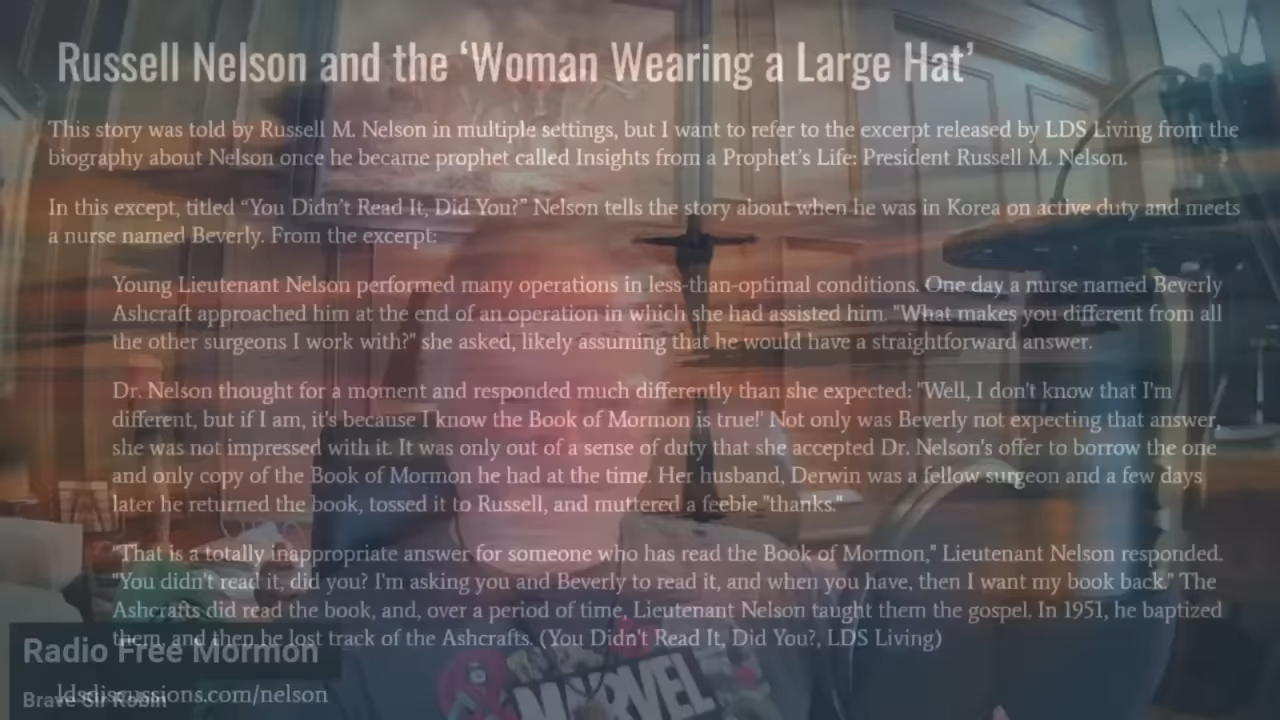 Russell Nelson and the ‘Woman Wearing a Large Hat’
This story was told by Russell M. Nelson in multiple settings, but I want to refer to the excerpt released by LDS Living from the
biography about Nelson once he became prophet called Insights from a Prophet's Life: President Russell M. Nelson.
In this except, titled “You Didn't Read It, Did You?” Nelson tells the story about when he was in Korea on active duty and meets
a nurse named Beverly. From the excerpt:
Young Lieutenant Nelson performed many operations in less-than-optimal conditions. One day a nurse named Beverly
Ashcraft approached him at the end of an operation in which she had assisted him. "What makes you different from all
the other surgeons I work with?" she asked, likely assuming that he would have a straightforward answer.
Dr. Nelson thought for a moment and responded much differently than she expected: "Well, I don't know that I'm
different, but if I am, it's because I know the Book of Mormon is true!' Not only was Beverly not expecting that answer,
she was not impressed with it. It was only out of a sense of duty that she accepted Dr. Nelson's offer to borrow the one
and only copy of the Book of Mormon he had at the time. Her husband, Derwin was a fellow surgeon and a few days
later he returned the book, tossed it to Russell, and muttered a feeble "thanks."
"That is a totally inappropriate answer for someone who has read the Book of Mormon," Lieutenant Nelson responded.
"You didn't read it, did you? I'm asking you and Beverly to read it, and when you have, then I want my book back." The
Ashcrafts did read the book, and, over a period of time, Lieutenant Nelson taught them the gospel. In 1951, he baptized
them, and then he lost track of the Ashcrafts. (You Didn't Read It, Did You?, LDS Living)
Radio Free Mormon
ldsdiscussions.com/nelson
Brave Sir Robin
MARVEL